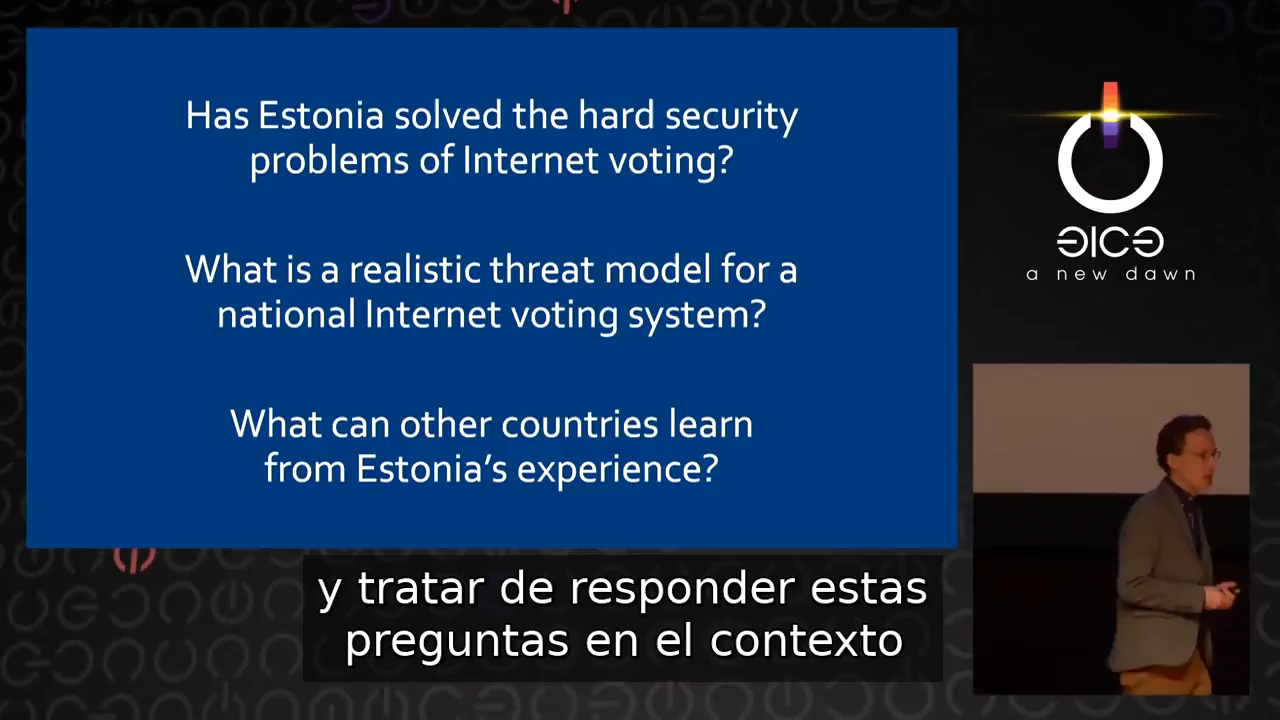 Has Estonia solved the hard security
problems of Internet voting?
What is a realistic threat model for a
national Internet voting system?
What can other countries learn
from Estonia’s experience?
ǝ1Cǝ
a new dawn
y tratar de responder estas
preguntas en el contexto